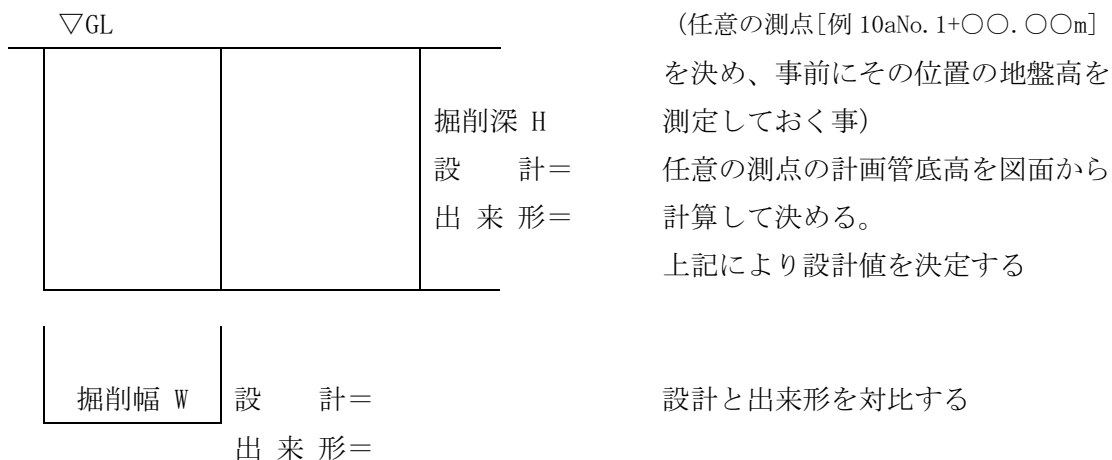 ▽GL
(任意の測点[例 10aNo.1+○○.○○m]
を決め、事前にその位置の地盤高を
掘削深 H 測定しておく事)
設　　計＝ 任意の測点の計画管底高を図面から
出 来 形＝ 計算して決める。
上記により設計値を決定する
掘削幅 W 設　　計＝ 設計と出来形を対比する
出 来 形＝